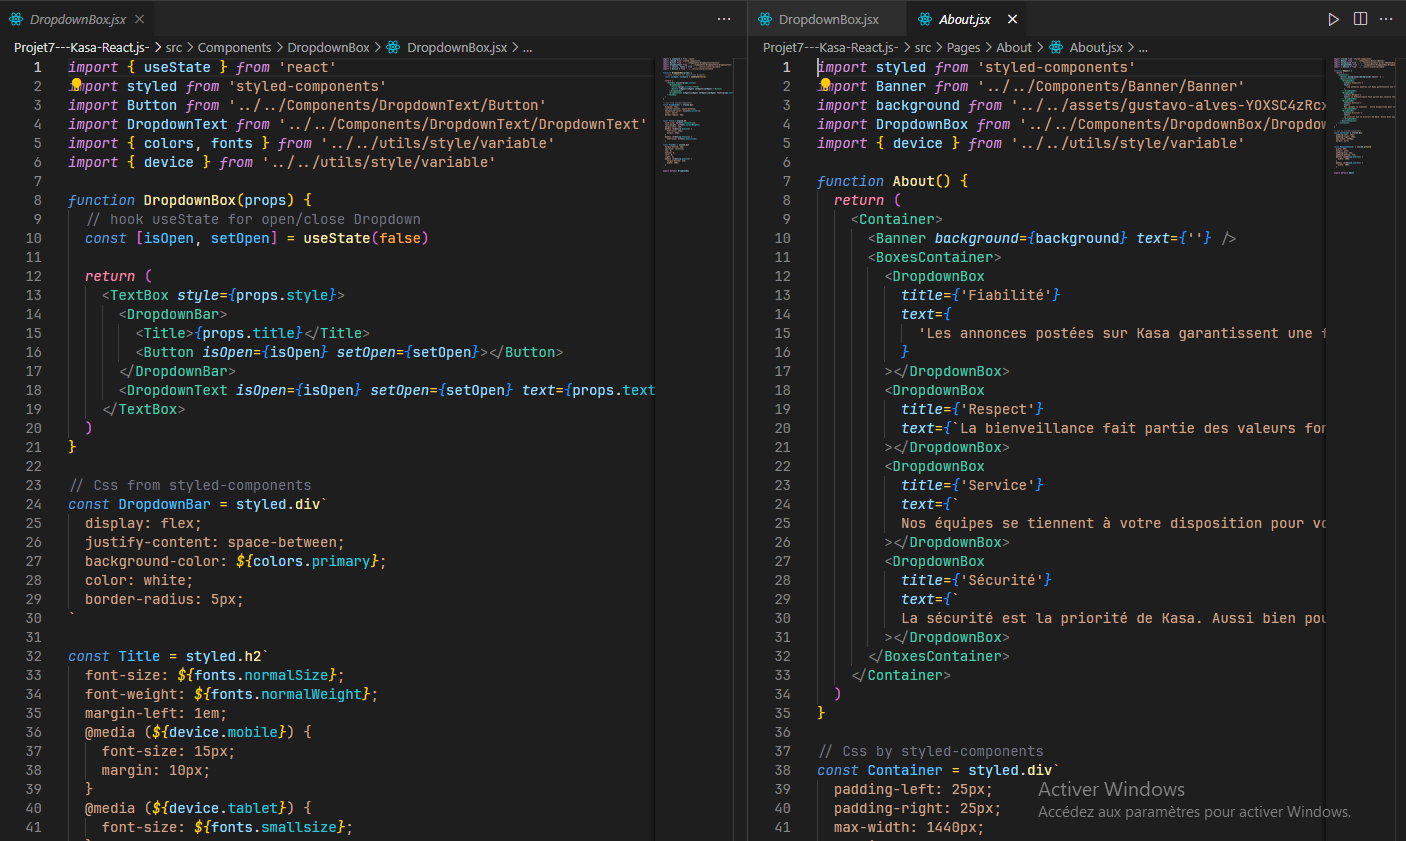 DropdownBox.jsx
Projet7---Kasa-React.js- > src > Components > DropdownBox > DropdownBox.jsx > ...
1 import { useState } from 'react'
2 import styled from 'styled-components'
3 import Button from '../../Components/DropdownText/Button'
4 import DropdownText from '../../Components/DropdownText/DropdownText'
5 import { colors, fonts } from '../../utils/style/variable'
6 import { device } from '../../utils/style/variable'
7
8 function DropdownBox(props) {
9 // hook useState for open/close Dropdown
10 const [isOpen, setOpen] = useState(false)
11
12 return (
13 <TextBox style={props.style}>
14 <DropdownBar>
15 <Title>{props.title}</Title>
16 <Button isOpen={isOpen} setOpen={setOpen}></Button>
17 </DropdownBar>
18 <DropdownText isOpen={isOpen} setOpen={setOpen} text={props.text
19 </TextBox>
20 )
21 }
22
23 // Css from styled-components
24 const DropdownBar = styled.div`
25 display: flex;
26 justify-content: space-between;
27 background-color: ${colors.primary};
28 color: white;
29 border-radius: 5px;
30 `
31
32 const Title = styled.h2`
33 font-size: ${fonts.normalSize};
34 font-weight: ${fonts.normalWeight};
35 margin-left: 1em;
36 @media (${device.mobile}) {
37 font-size: 15px;
38 margin: 10px;
39 }
40 @media (${device.tablet}) {
41 font-size: ${fonts.smallsize};
DropdownBox.jsx About.jsx
Projet7---Kasa-React.js- > src > Pages > About > About.jsx > ...
1 import styled from 'styled-components'
2 import Banner from '../../Components/Banner/Banner'
3 import background from '../../assets/gustavo-alves-YOXSC4zRcx
4 import DropdownBox from '../../Components/DropdownBox/Dropdow
5 import { device } from '../../utils/style/variable'
6
7 function About() {
8 return (
9 <Container>
10 <Banner background={background} text={''} />
11 <BoxesContainer>
12 <DropdownBox
13 title={'Fiabilité'}
14 text={
15 'Les annonces postées sur Kasa garantissent une f
16 }
17 ></DropdownBox>
18 <DropdownBox
19 title={'Respect'}
20 text={`La bienveillance fait partie des valeurs fon
21 ></DropdownBox>
22 <DropdownBox
23 title={'Service'}
24 text={`
25 Nos équipes se tiennent à votre disposition pour vo
26 ></DropdownBox>
27 <DropdownBox
28 title={'Sécurité'}
29 text={`
30 La sécurité est la priorité de Kasa. Aussi bien pou
31 ></DropdownBox>
32 </BoxesContainer>
33 </Container>
34 )
35 }
36
37 // Css by styled-components
38 const Container = styled.div`
39 padding-left: 25px;
40 padding-right: 25px;
41 max-width: 1440px;
Activer Windows
Accédez aux paramètres pour activer Windows.